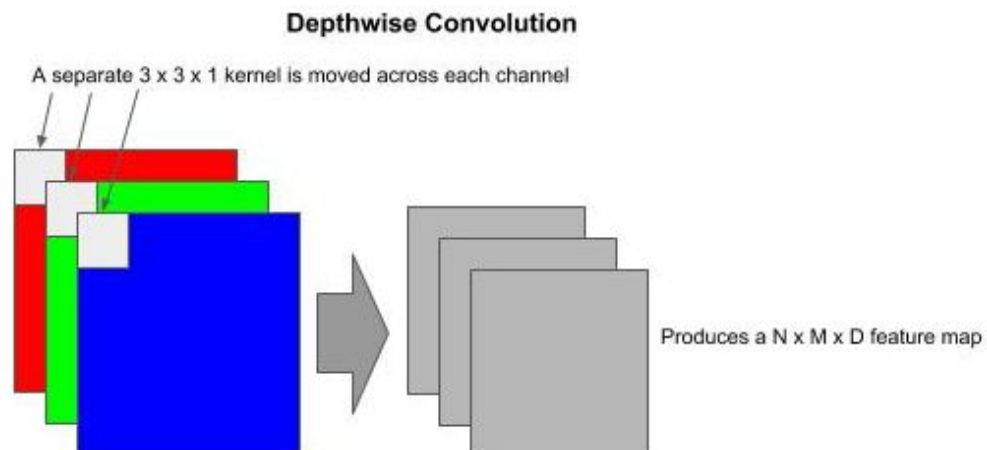 Depthwise Convolution
A separate 3 x 3 x 1 kernel is moved across each channel
Produces a N x M x D feature map